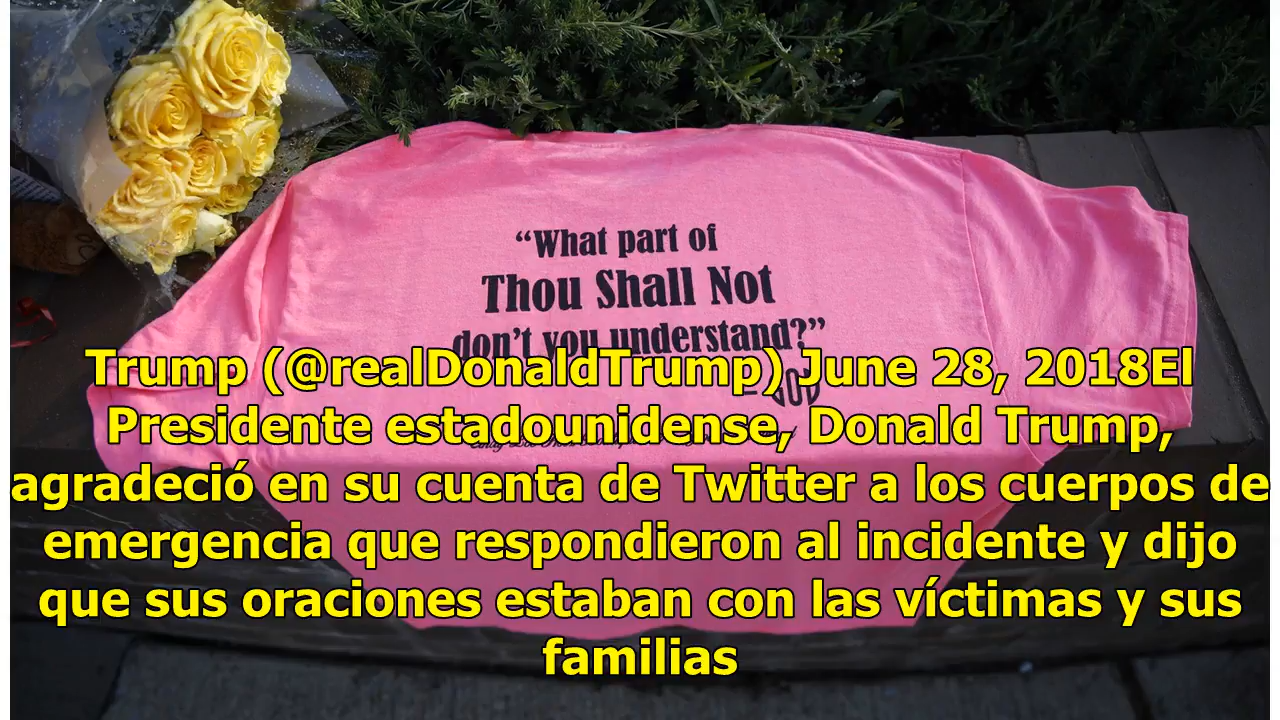 “What part of
Thou Shall Not
don’t you understand?”
– GOD
Trump (@realDonaldTrump) June 28, 2018El
Presidente estadounidense, Donald Trump,
agradeció en su cuenta de Twitter a los cuerpos de
emergencia que respondieron al incidente y dijo
que sus oraciones estaban con las víctimas y sus
familias